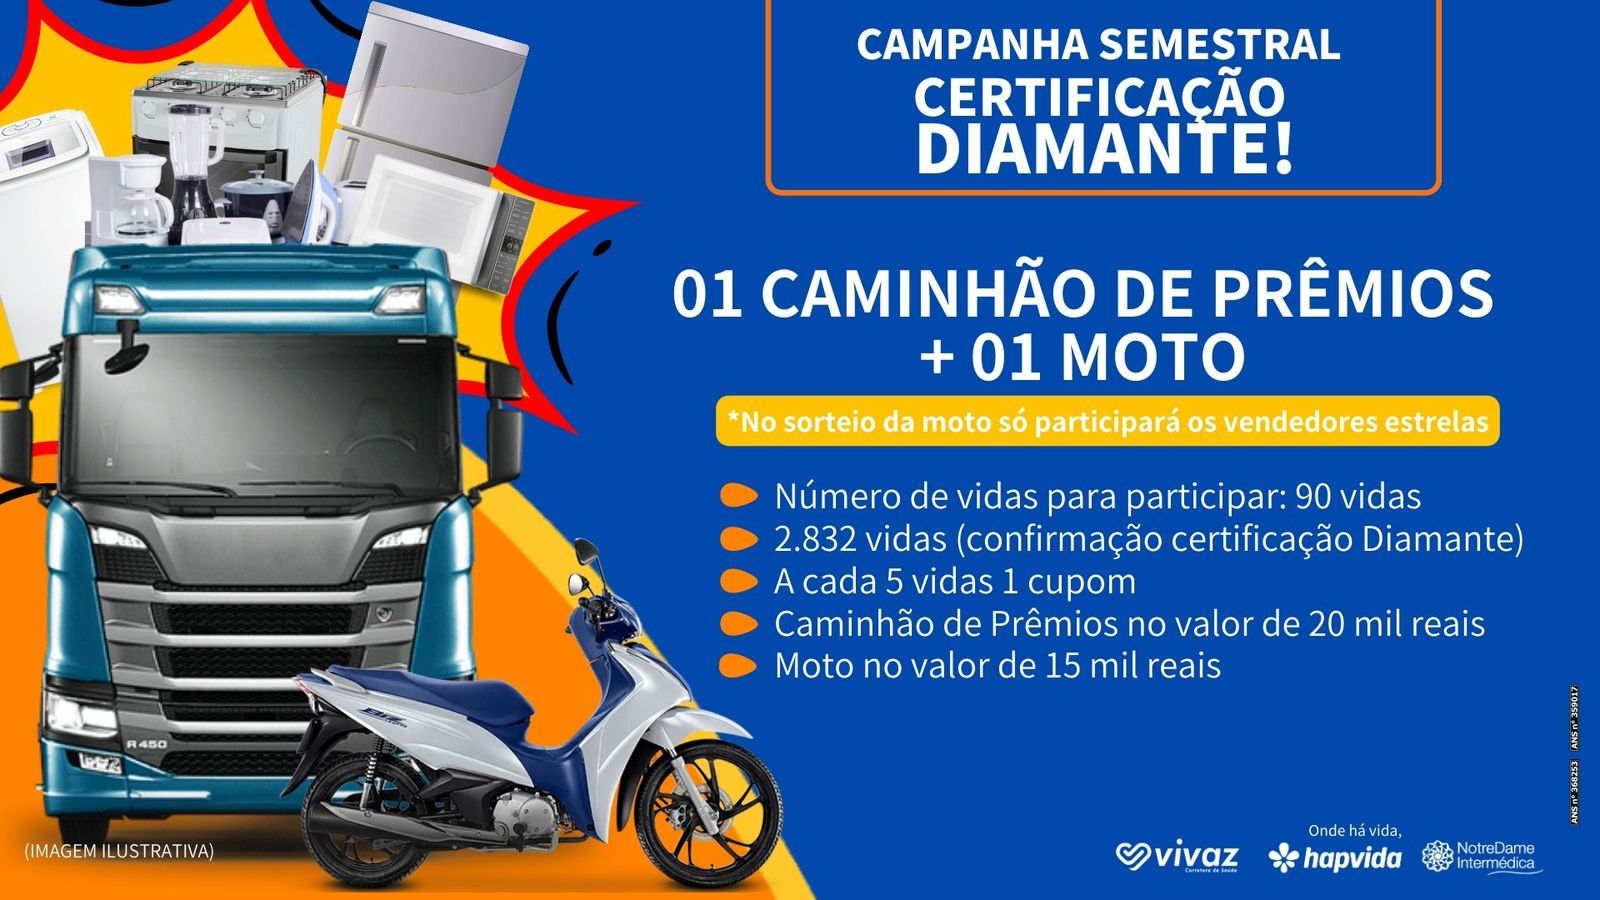 CAMPANHA SEMESTRAL
CERTIFICAÇÃO
DIAMANTE!
01 CAMINHÃO DE PRÊMIOS
+ 01 MOTO
*No sorteio da moto só participará os vendedores estrelas
Número de vidas para participar: 90 vidas
2.832 vidas (confirmação certificação Diamante)
A cada 5 vidas 1 cupom
Caminhão de Prêmios no valor de 20 mil reais
Moto no valor de 15 mil reais
R 450
(IMAGEM ILUSTRATIVA)
vivaz
Corretora de Saúde
Onde há vida,
hapvida
NotreDame
Intermédica
ANS nº 368253
ANS nº 359017